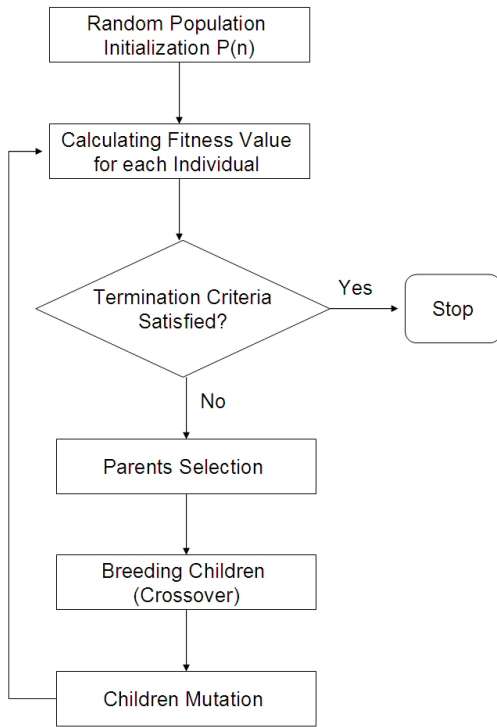 Random Population
Initialization P(n)
Calculating Fitness Value
for each Individual
Termination Criteria
Satisfied?
Yes
Stop
No
Parents Selection
Breeding Children
(Crossover)
Children Mutation